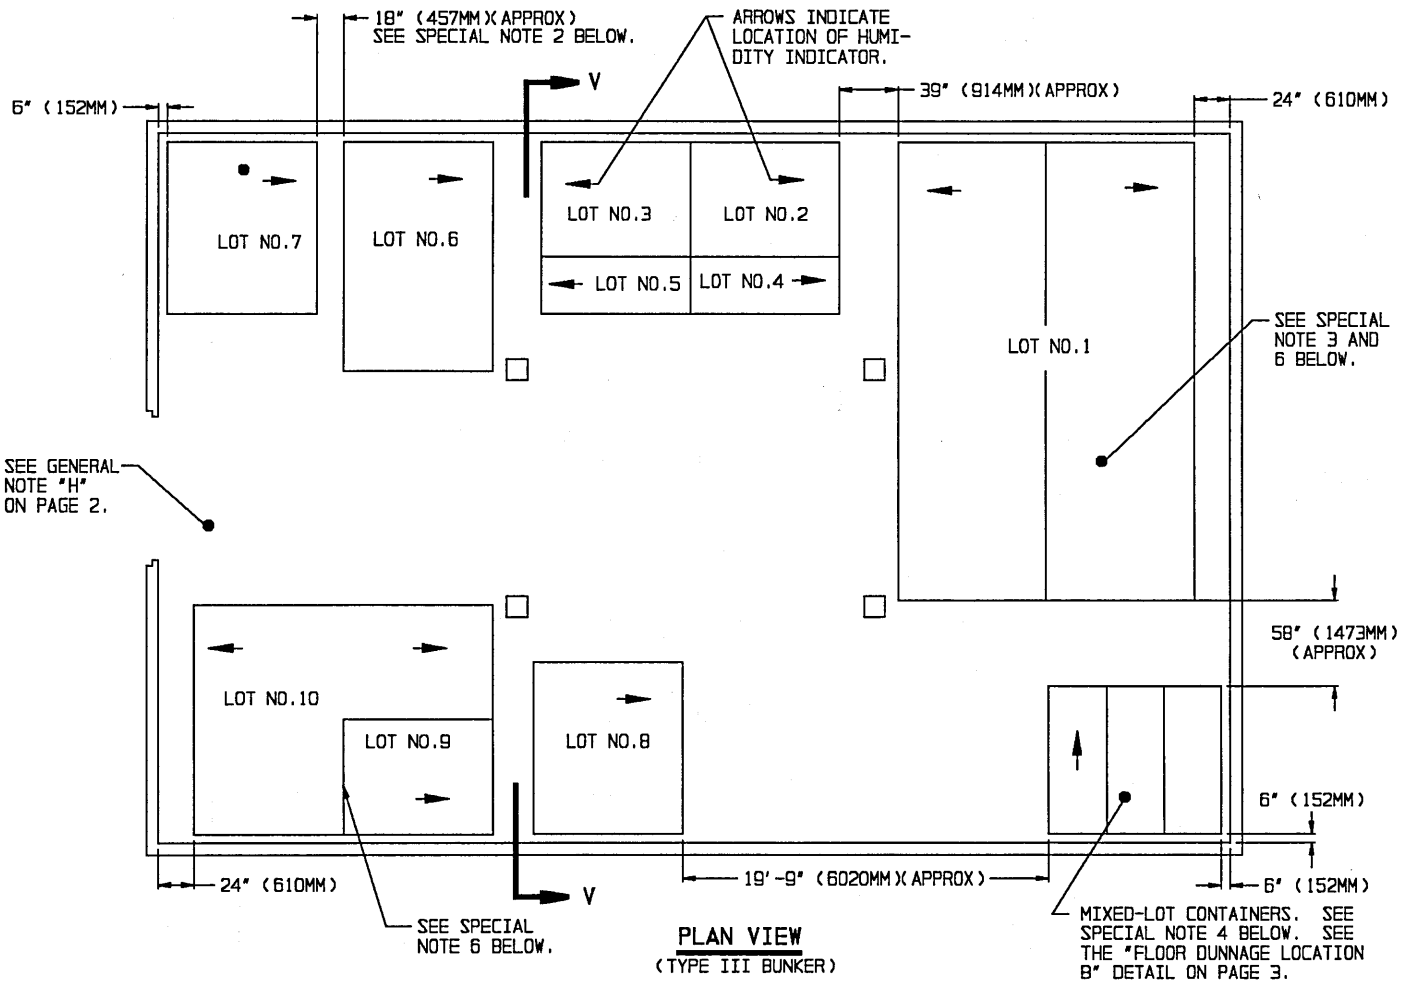 18" (457MM)(APPROX)
SEE SPECIAL NOTE 2 BELOW.
ARROWS INDICATE
LOCATION OF HUMI-
DITY INDICATOR.
V
6" (152MM)
39" (914MM)(APPROX)
24" (610MM)
LOT NO.7
LOT NO.6
LOT NO.3
LOT NO.2
LOT NO.5
LOT NO.4
LOT NO.1
SEE SPECIAL
NOTE 3 AND
6 BELOW.
SEE GENERAL
NOTE "H"
ON PAGE 2.
58" (1473MM)
(APPROX)
LOT NO.10
LOT NO.9
LOT NO.8
6" (152MM)
24" (610MM)
V
19'-9" (6020MM)(APPROX)
6" (152MM)
SEE SPECIAL
NOTE 6 BELOW.
PLAN VIEW
(TYPE III BUNKER)
MIXED-LOT CONTAINERS. SEE
SPECIAL NOTE 4 BELOW. SEE
THE "FLOOR DUNNAGE LOCATION
B" DETAIL ON PAGE 3.